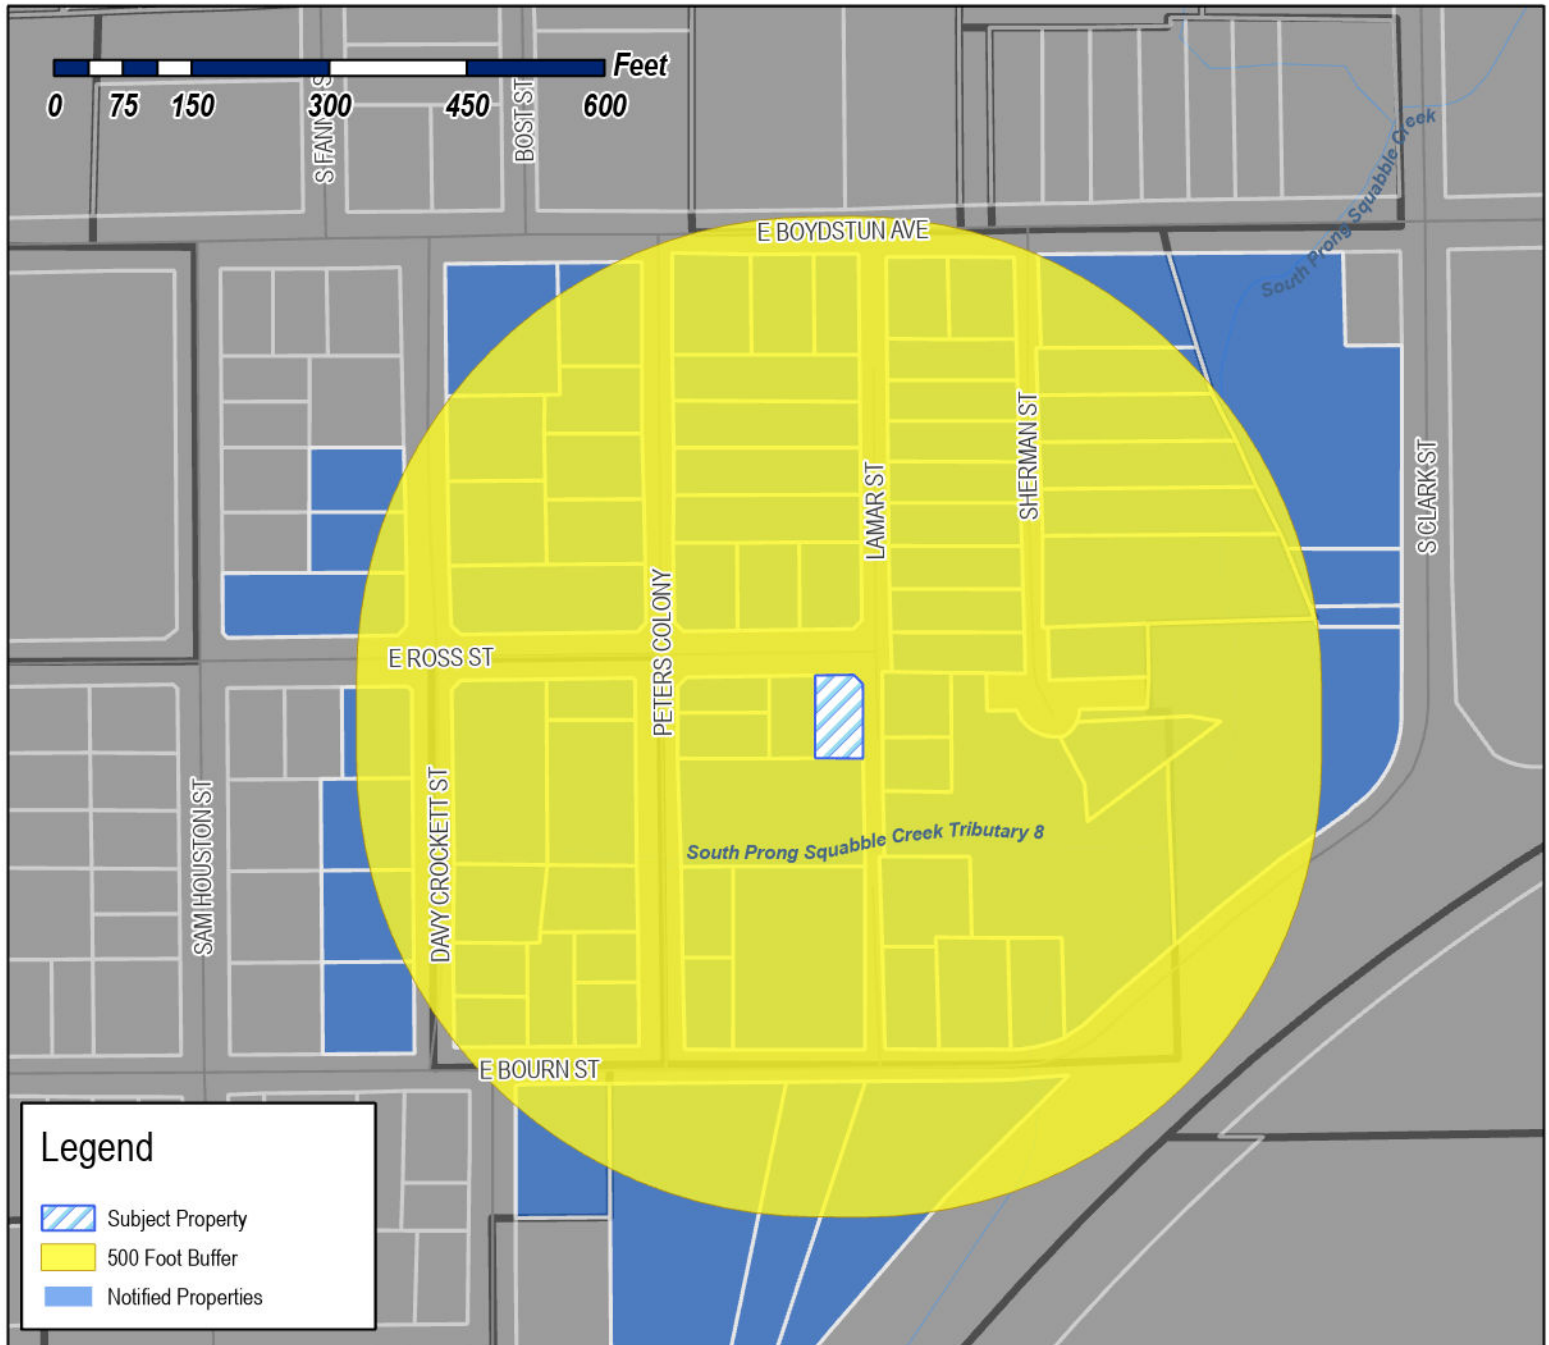 Feet
0 75 150 300 450 600
S FANN S
BOST ST
E BOYDSTUN AVE
South Prong Squabble Creek
LAMAR ST
SHERMAN ST
S CLARK ST
E ROSS ST
PETERS COLONY
SAM HOUSTON ST
DAVY CROCKETT ST
South Prong Squabble Creek Tributary 8
E BOURN ST
Legend
Subject Property
500 Foot Buffer
Notified Properties